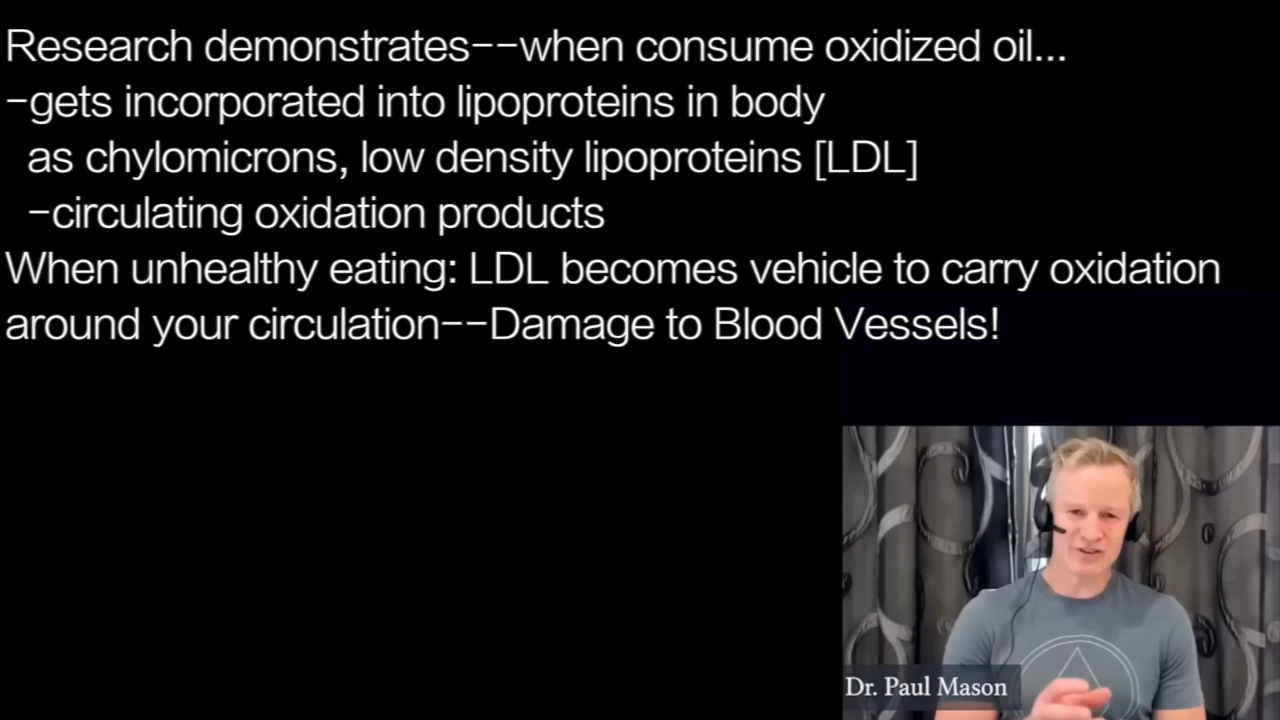 Research demonstrates--when consume oxidized oil...
-gets incorporated into lipoproteins in body
as chylomicrons, low density lipoproteins [LDL]
-circulating oxidation products
When unhealthy eating: LDL becomes vehicle to carry oxidation
around your circulation--Damage to Blood Vessels!
Dr. Paul Mason